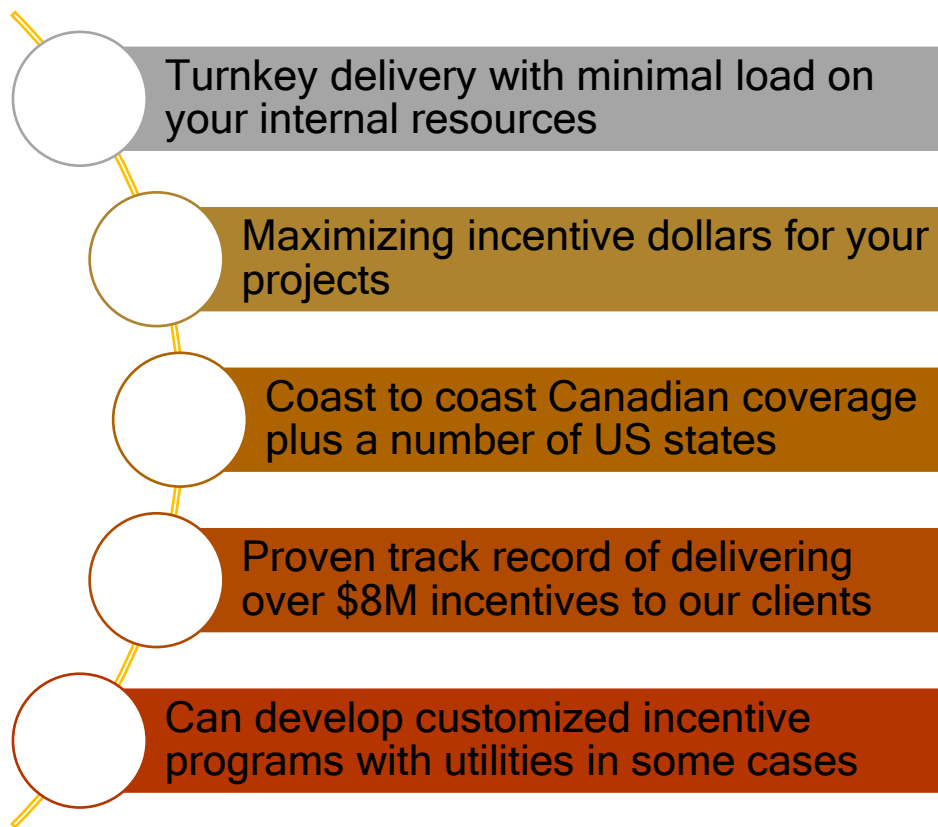 Turnkey delivery with minimal load on
your internal resources
Maximizing incentive dollars for your
projects
Coast to coast Canadian coverage
plus a number of US states
Proven track record of delivering
over $8M incentives to our clients
Can develop customized incentive
programs with utilities in some cases